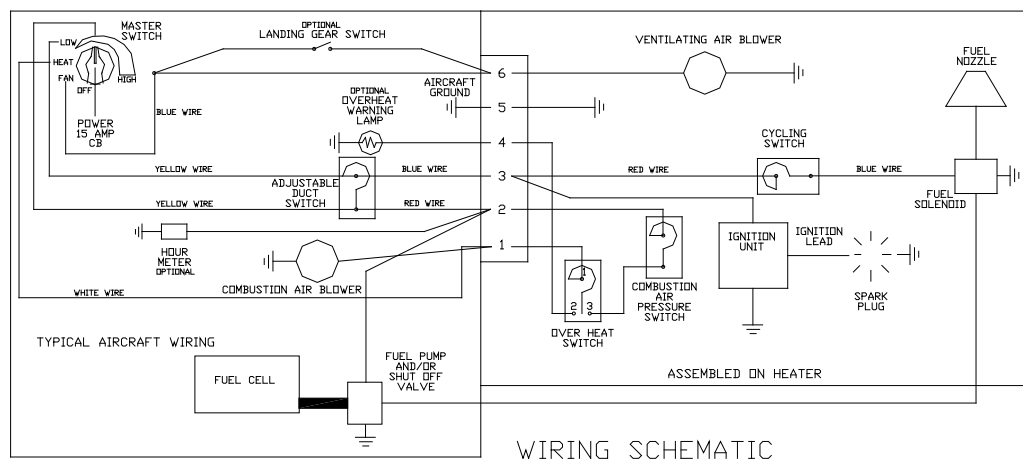 MASTER
SWITCH
LOW
HEAT
FAN
OFF
HIGH
POWER
15 AMP
CB
OPTIONAL
LANDING GEAR SWITCH
BLUE WIRE
OPTIONAL
OVERHEAT
WARNING
LAMP
AIRCRAFT
GROUND
6
5
4
3
2
1
VENTILATING AIR BLOWER
FUEL
NOZZLE
CYCLING
SWITCH
YELLOW WIRE
BLUE WIRE
RED WIRE
BLUE WIRE
ADJUSTABLE
DUCT
SWITCH
FUEL
SOLENOID
YELLOW WIRE
RED WIRE
HOUR
METER
OPTIONAL
COMBUSTION AIR BLOWER
WHITE WIRE
1
2 3
OVER HEAT
SWITCH
COMBUSTION
AIR
PRESSURE
SWITCH
IGNITION
UNIT
IGNITION
LEAD
SPARK
PLUG
TYPICAL AIRCRAFT WIRING
FUEL CELL
FUEL PUMP
AND/OR
SHUT OFF
VALVE
ASSEMBLED ON HEATER
WIRING SCHEMATIC